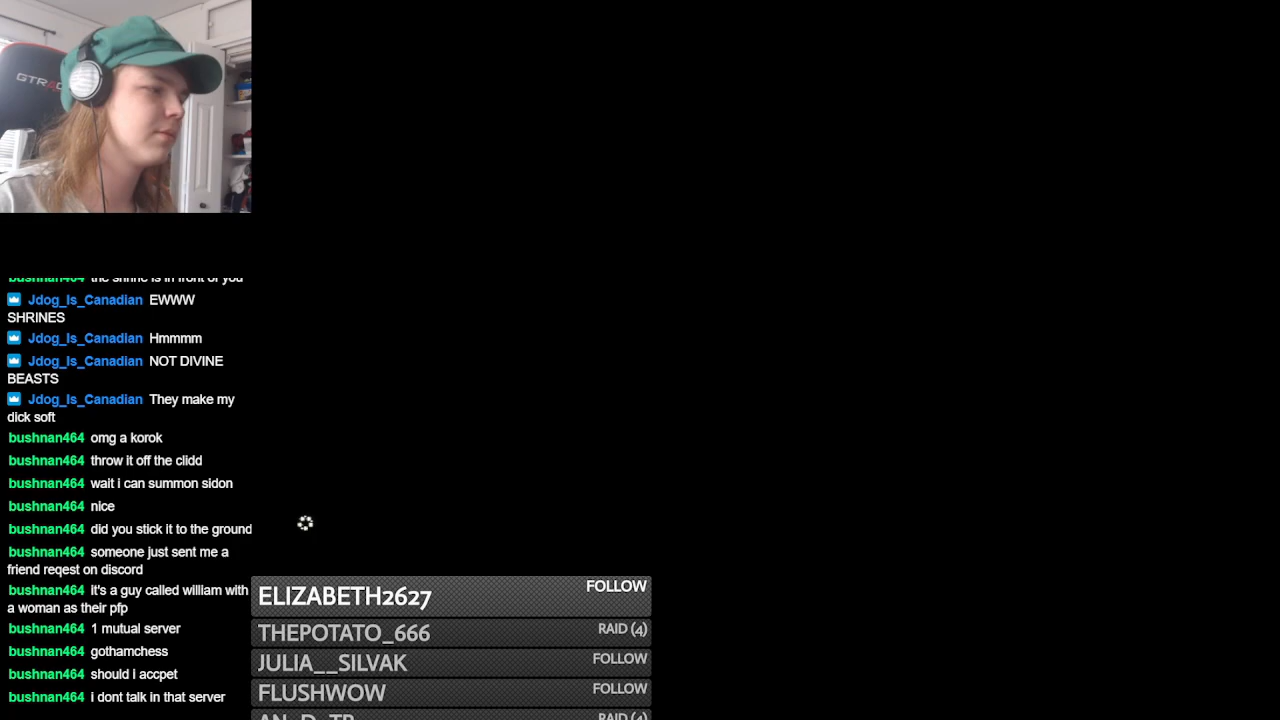 GTR
bushnan464 the shrine is in front of you
Jdog_Is_Canadian EWWW
SHRINES
Jdog_Is_Canadian Hmmmm
Jdog_Is_Canadian NOT DIVINE
BEASTS
Jdog_Is_Canadian They make my
dick soft
bushnan464 omg a korok
bushnan464 throw it off the clidd
bushnan464 wait i can summon sidon
bushnan464 nice
bushnan464 did you stick it to the ground
bushnan464 someone just sent me a
friend reqest on discord
bushnan464 it's a guy called william with
a woman as their pfp
bushnan464 1 mutual server
bushnan464 gothamchess
bushnan464 should I accpet
bushnan464 i dont talk in that server
ELIZABETH2627 FOLLOW
THEPOTATO_666 RAID (4)
JULIA__SILVAK FOLLOW
FLUSHWOW FOLLOW
RAID (4)